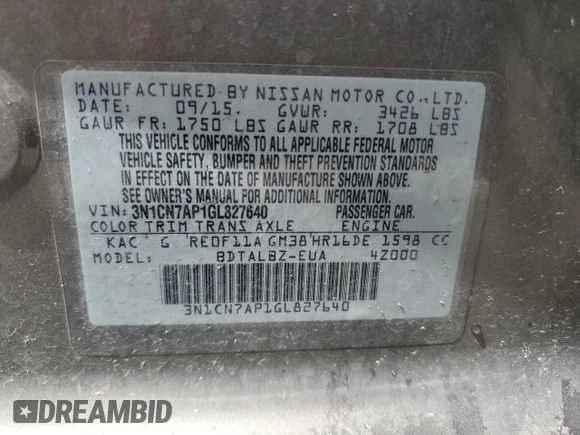 MANUFACTURED BY NISSAN MOTOR CO.,LTD.
DATE: 09/15. GVWR: 3426 LBS
GAWR FR: 1750 LBS GAWR RR: 1708 LBS
THIS VEHICLE CONFORMS TO ALL APPLICABLE FEDERAL MOTOR
VEHICLE SAFETY, BUMPER AND THEFT PREVENTION STANDARDS
IN EFFECT ON THE DATE OF MANUFACTURE SHOWN ABOVE.
SEE OWNER'S MANUAL FOR ADDITIONAL INFORMATION.
VIN: 3N1CN7AP1GL827640 PASSENGER CAR.
COLOR TRIM TRANS AXLE ENGINE
KAC G RE0F11A GM38 HR16DE 1598 CC
MODEL: BDTALBZ-EUA 4Z000
3N1CN7AP1GL827640
DREAMBID